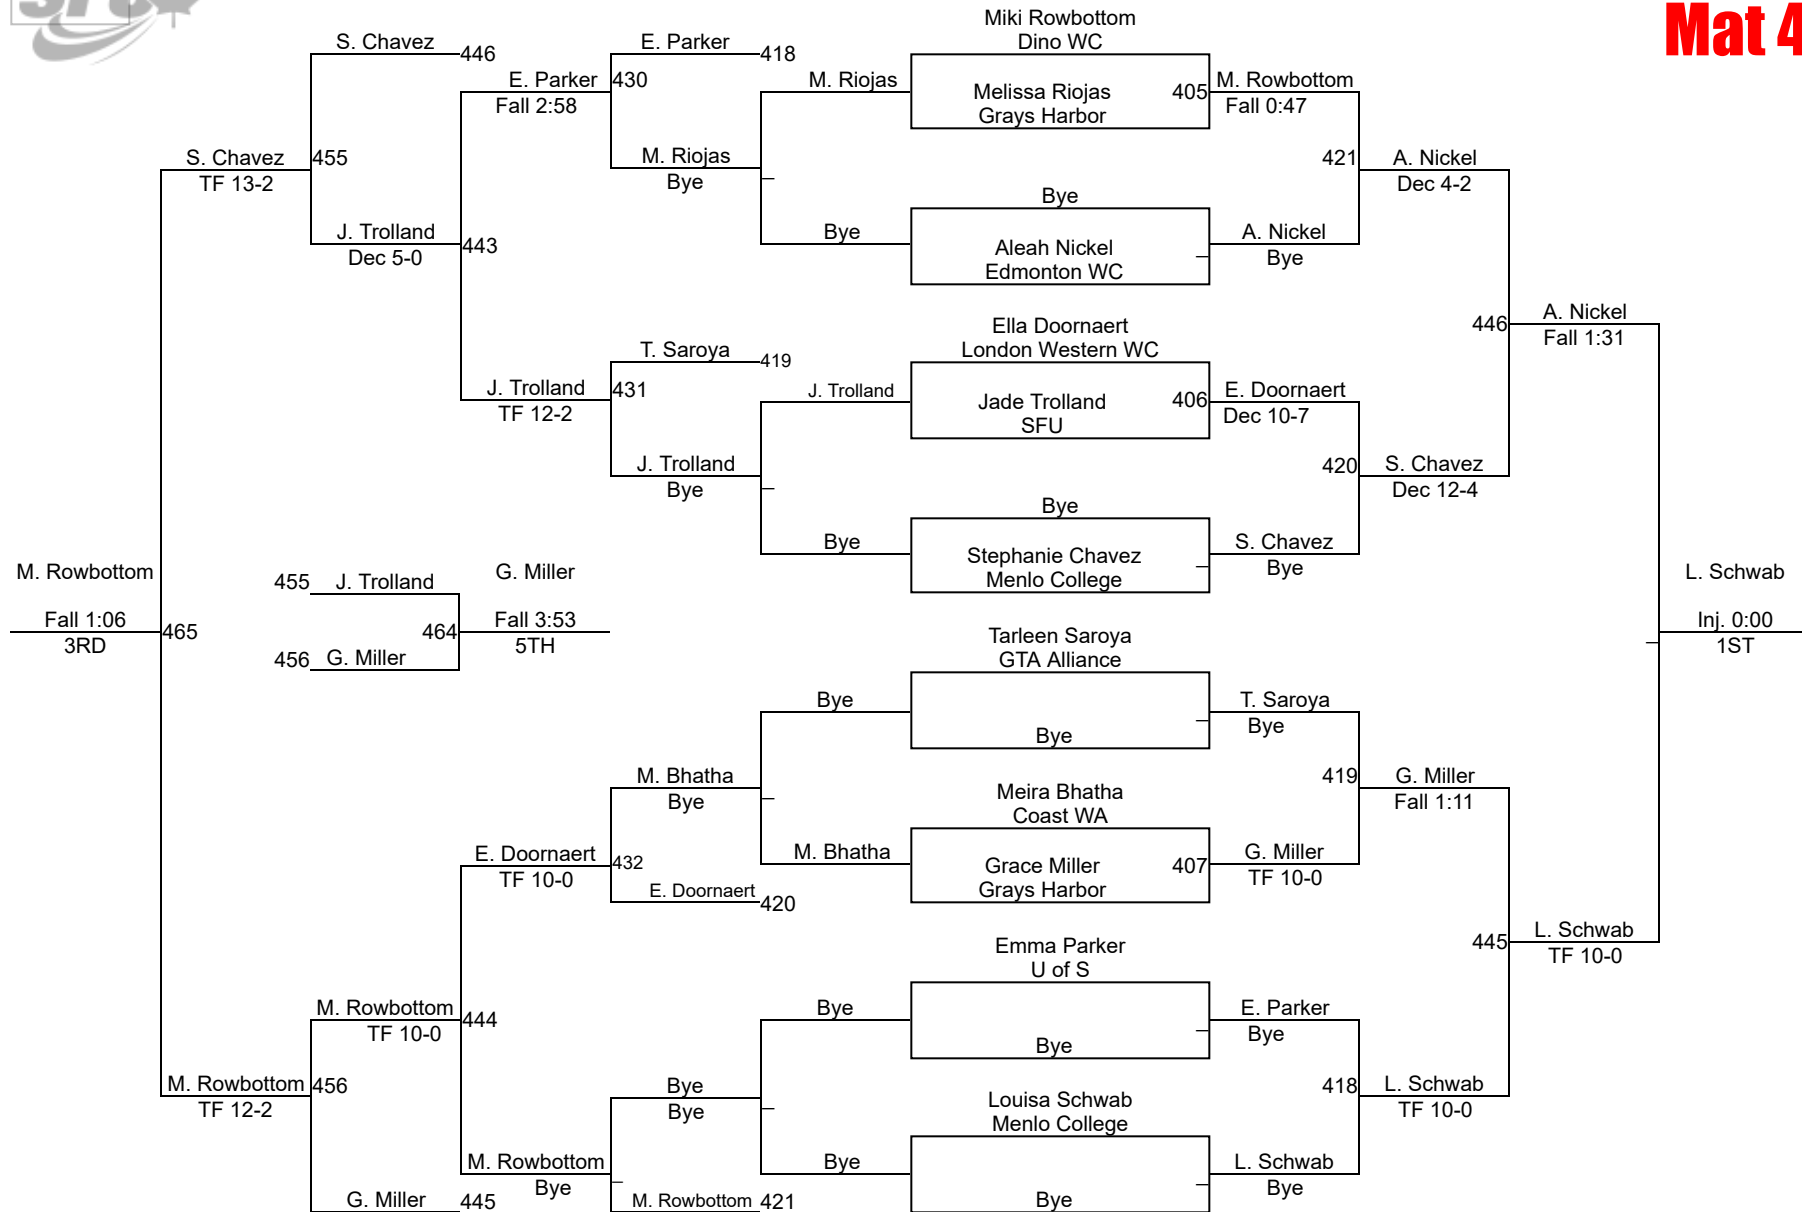 SFU
Mat 4
Miki Rowbottom
Dino WC
S. Chavez
446
E. Parker
418
E. Parker
430
Fall 2:58
M. Riojas
Melissa Riojas
Grays Harbor
405
M. Rowbottom
Fall 0:47
S. Chavez
455
TF 13-2
M. Riojas
Bye
421
A. Nickel
Dec 4-2
Bye
J. Trolland
Dec 5-0
443
Bye
Aleah Nickel
Edmonton WC
A. Nickel
Bye
A. Nickel
446
Fall 1:31
Ella Doornaert
London Western WC
T. Saroya
419
J. Trolland
431
TF 12-2
J. Trolland
Jade Trolland
SFU
406
E. Doornaert
Dec 10-7
J. Trolland
Bye
420
S. Chavez
Dec 12-4
Bye
Bye
Stephanie Chavez
Menlo College
S. Chavez
Bye
M. Rowbottom
Fall 1:06
3RD
465
455
J. Trolland
G. Miller
464
Fall 3:53
5TH
456
G. Miller
L. Schwab
Inj. 0:00
1ST
Tarleen Saroya
GTA Alliance
Bye
Bye
T. Saroya
Bye
M. Bhatha
Bye
419
G. Miller
Fall 1:11
Meira Bhatha
Coast WA
E. Doornaert
432
TF 10-0
M. Bhatha
Grace Miller
Grays Harbor
407
G. Miller
TF 10-0
E. Doornaert
420
Emma Parker
U of S
445
L. Schwab
TF 10-0
M. Rowbottom
444
TF 10-0
Bye
Bye
E. Parker
Bye
M. Rowbottom
456
TF 12-2
Bye
Bye
418
L. Schwab
TF 10-0
Louisa Schwab
Menlo College
M. Rowbottom
Bye
Bye
Bye
L. Schwab
Bye
G. Miller
445
M. Rowbottom
421